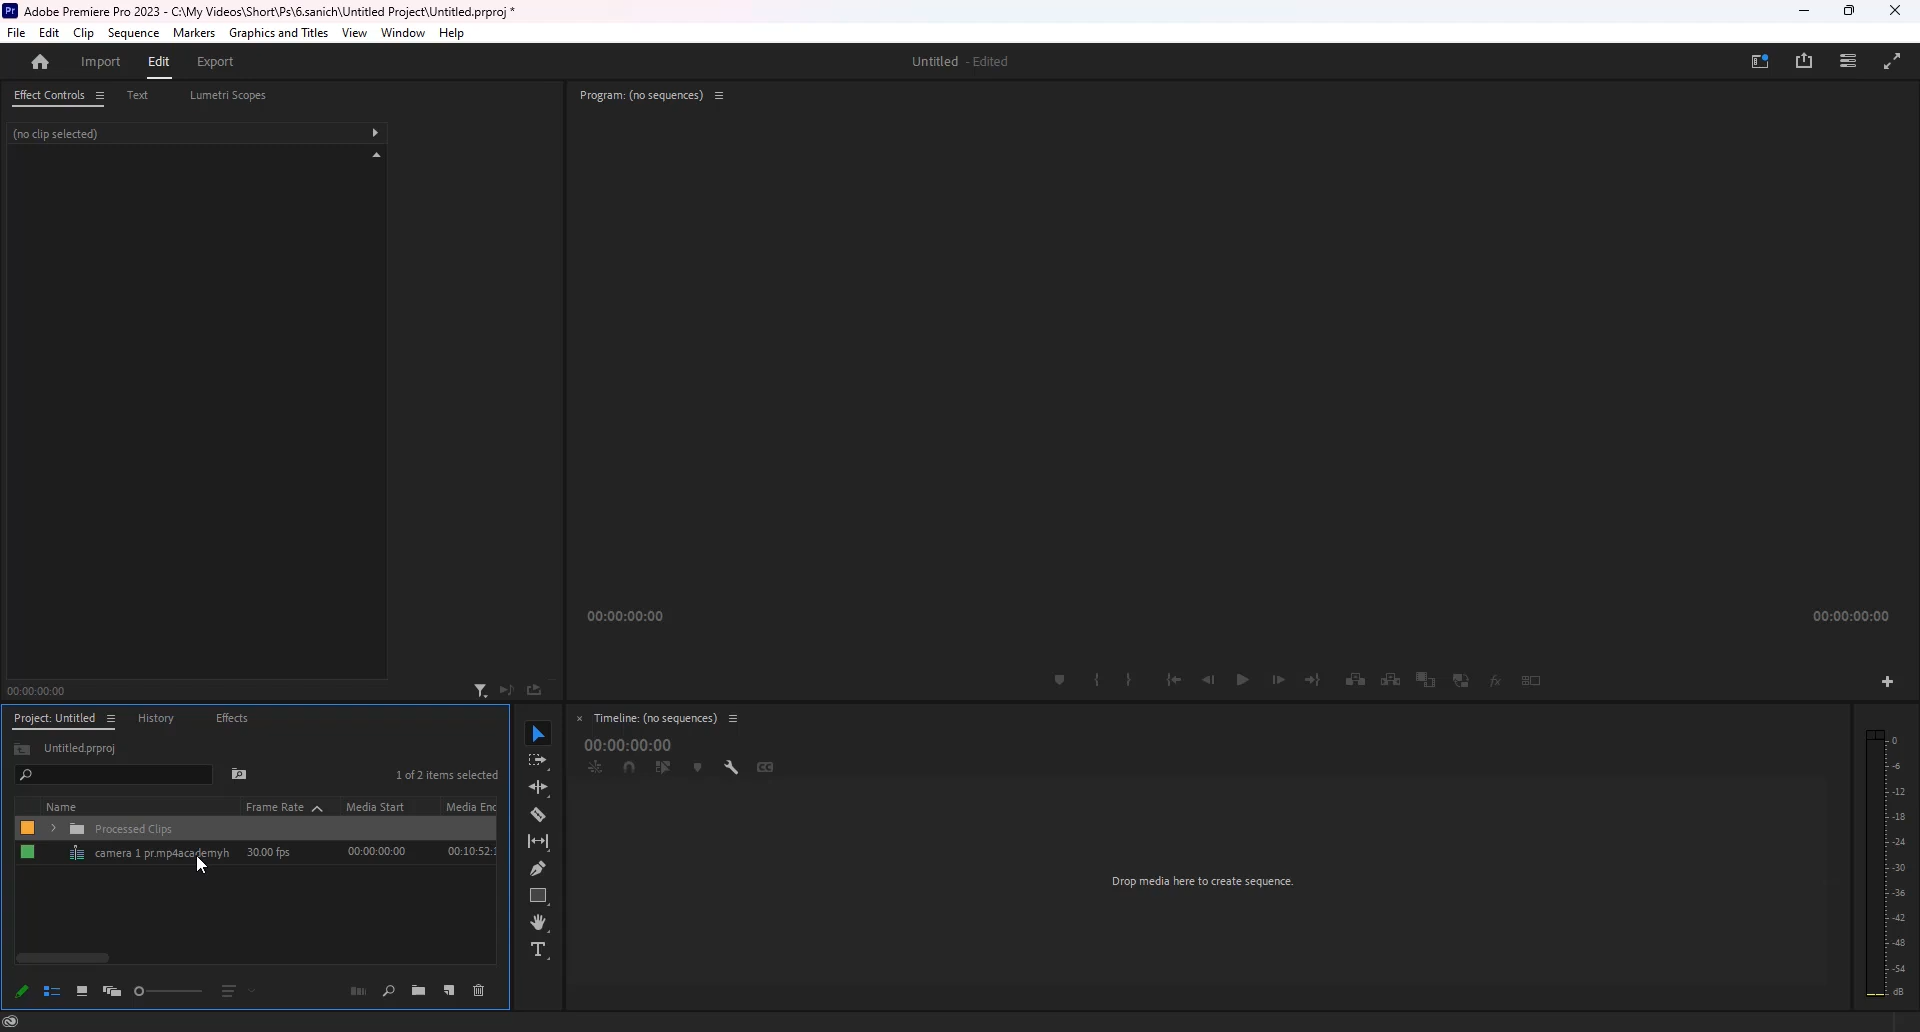 Pr Adobe Premiere Pro 2023 - C:\My Videos\Short\Ps\6.sanich\Untitled Project\Untitled.prproj *
File Edit Clip Sequence Markers Graphics and Titles View Window Help
Import Edit Export Untitled - Edited
Effect Controls Text Lumetri Scopes
Program: (no sequences)
(no clip selected)
00:00:00:00 00:00:00:00
fx
00:00:00:00
Project: Untitled History Effects
Timeline: (no sequences)
Untitled.prproj
00:00:00:00
CC
1 of 2 items selected
Name Frame Rate Media Start Media Enc
Processed Clips
camera 1 pr.mp4academyh 30.00 fps 00:00:00:00 00:10:52:1
Drop media here to create sequence.
0
-6
-12
-18
-24
-30
-36
-42
-48
-54
dB